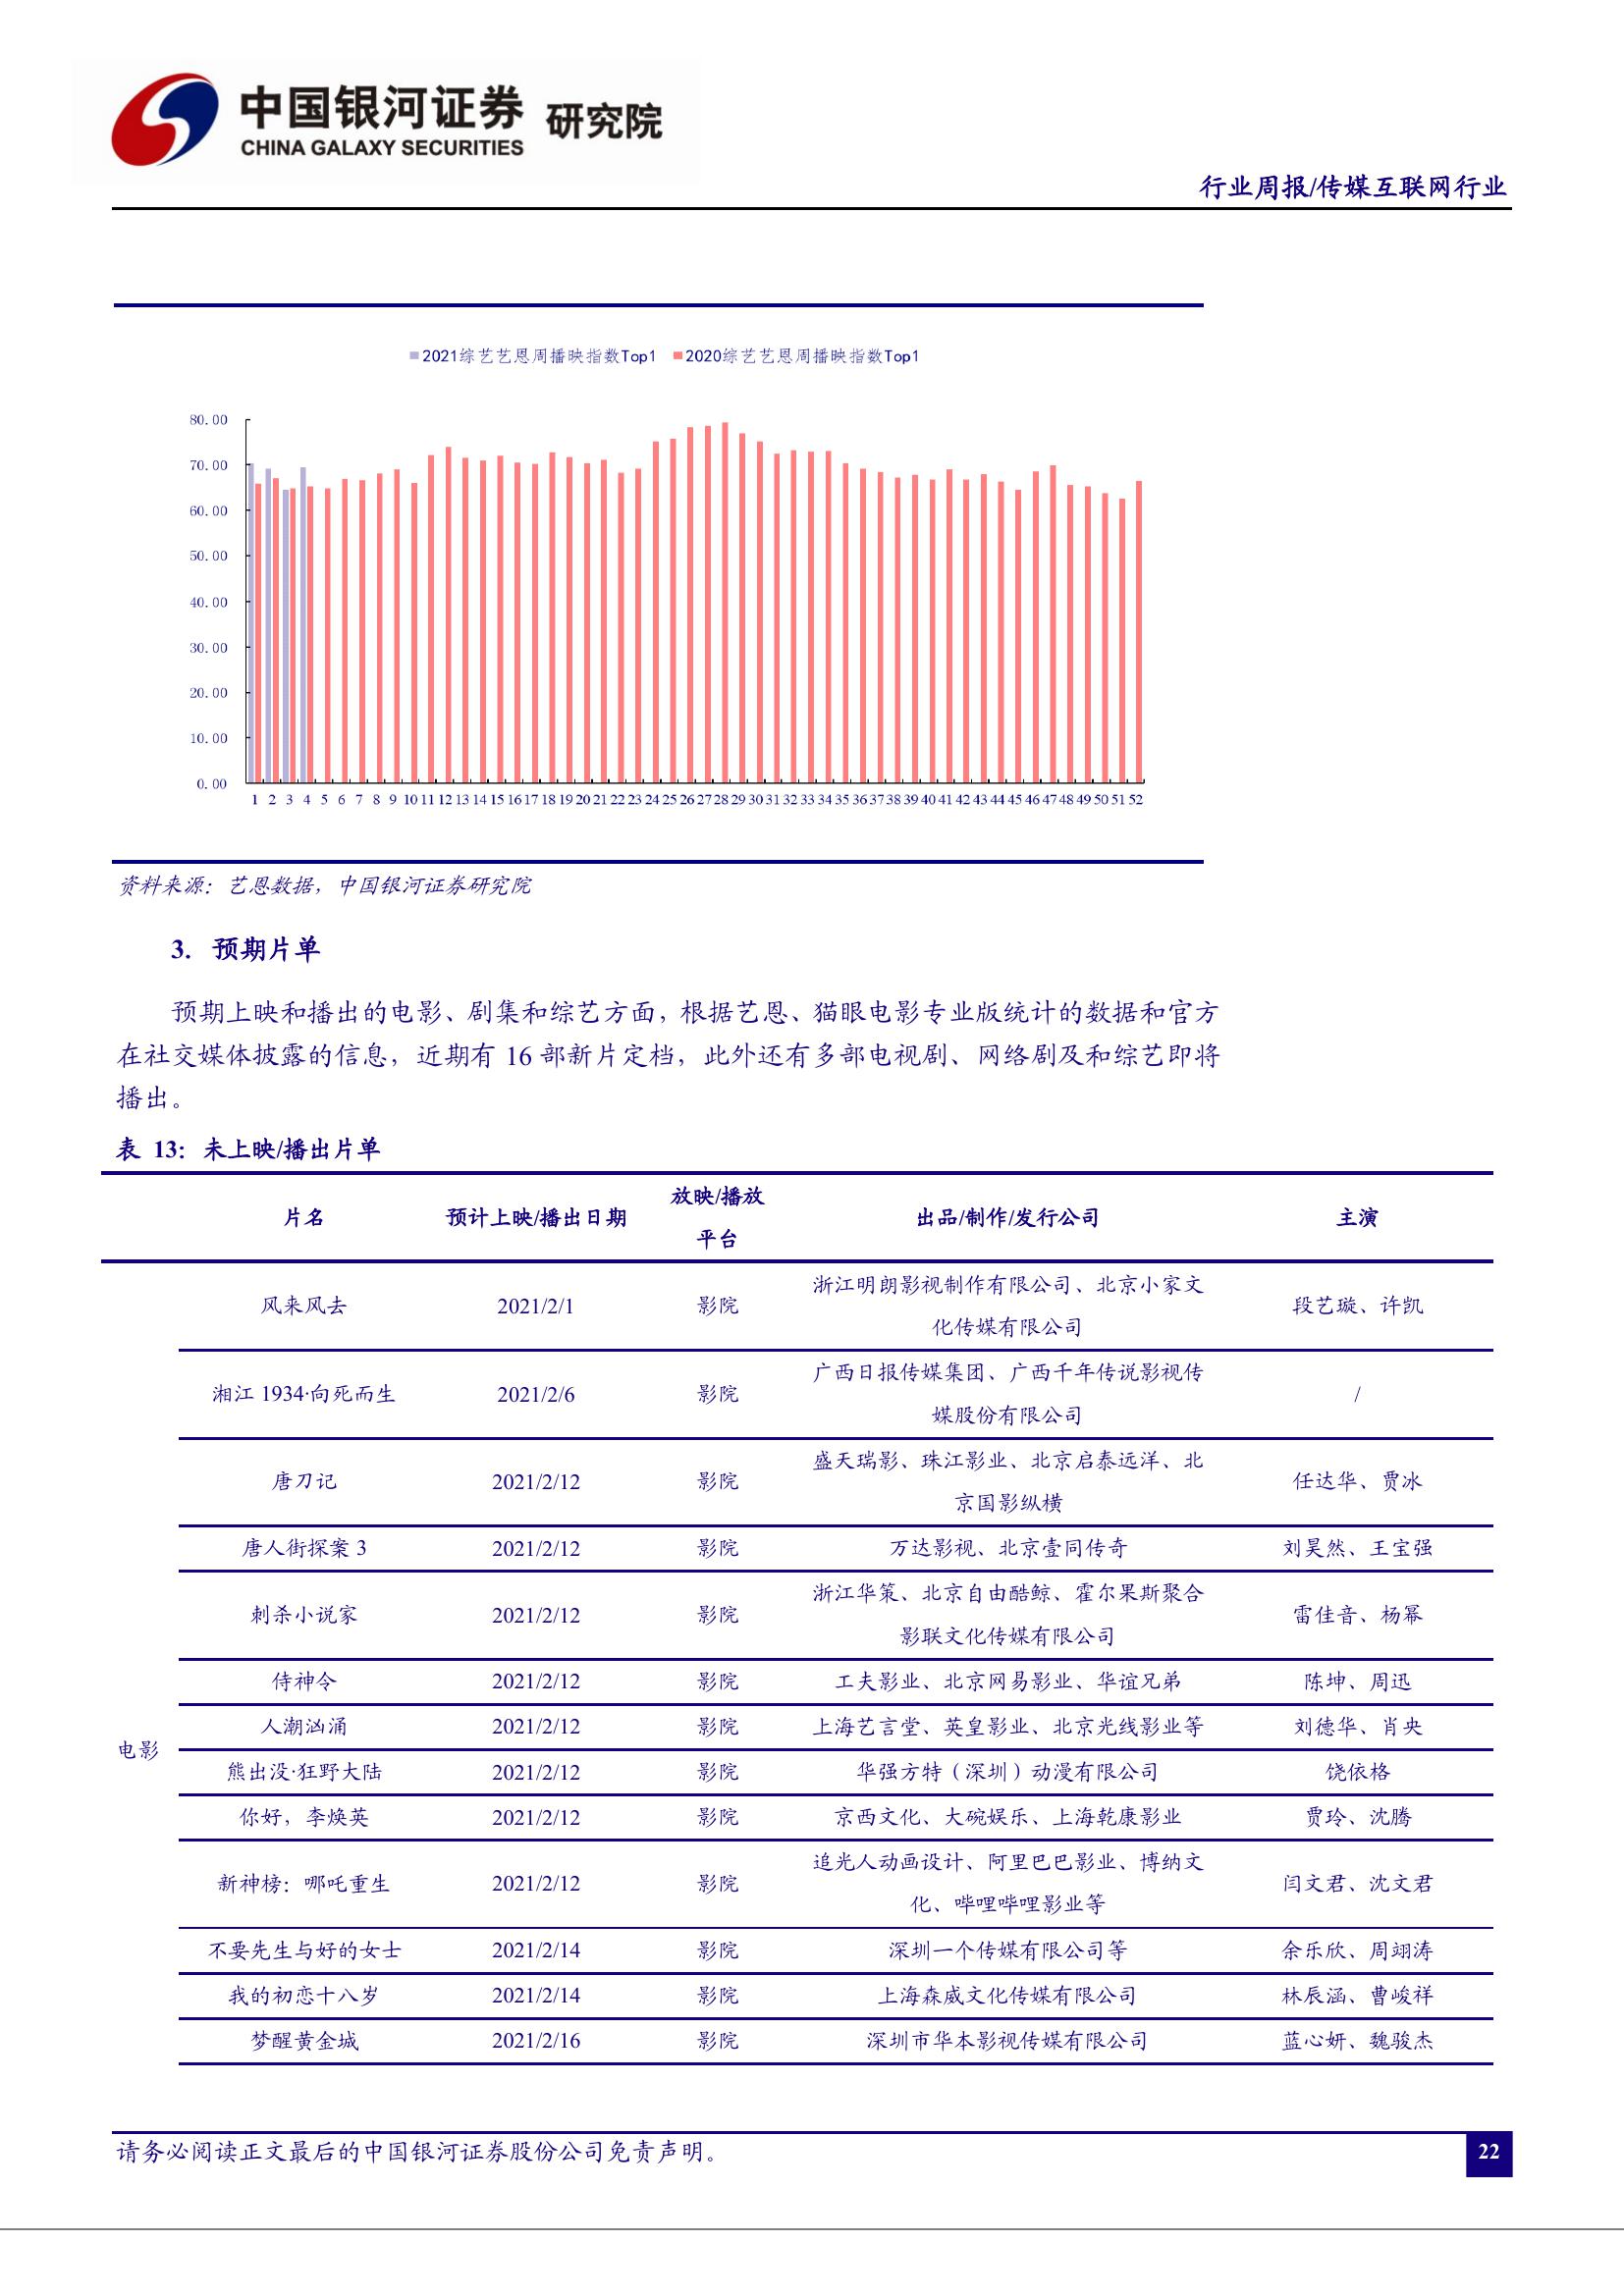 中国银河证券 研究院
CHINA GALAXY SECURITIES
行业周报/传媒互联网行业
2021综艺艺恩周播映指数Top1 2020综艺艺恩周播映指数Top1
80.00
70.00
60.00
50.00
40.00
30.00
20.00
10.00
0.00
1 2 3 4 5 6 7 8 9 10 11 12 13 14 15 16 17 18 19 20 21 22 23 24 25 26 27 28 29 30 31 32 33 34 35 36 37 38 39 40 41 42 43 44 45 46 47 48 49 50 51 52
资料来源：艺恩数据，中国银河证券研究院
3. 预期片单
预期上映和播出的电影、剧集和综艺方面，根据艺恩、猫眼电影专业版统计的数据和官方
在社交媒体披露的信息，近期有 16 部新片定档，此外还有多部电视剧、网络剧及和综艺即将
播出。
表 13：未上映/播出片单
片名 预计上映/播出日期 放映/播放 出品/制作/发行公司 主演
平台
电影
风来风去 2021/2/1 影院 浙江明朗影视制作有限公司、北京小家文 段艺璇、许凯
化传媒有限公司
湘江 1934·向死而生 2021/2/6 影院 广西日报传媒集团、广西千年传说影视传 /
媒股份有限公司
唐刀记 2021/2/12 影院 盛天瑞影、珠江影业、北京启泰远洋、北 任达华、贾冰
京国影纵横
唐人街探案 3 2021/2/12 影院 万达影视、北京壹同传奇 刘昊然、王宝强
刺杀小说家 2021/2/12 影院 浙江华策、北京自由酷鲸、霍尔果斯聚合 雷佳音、杨幂
影联文化传媒有限公司
侍神令 2021/2/12 影院 工夫影业、北京网易影业、华谊兄弟 陈坤、周迅
人潮汹涌 2021/2/12 影院 上海艺言堂、英皇影业、北京光线影业等 刘德华、肖央
熊出没·狂野大陆 2021/2/12 影院 华强方特（深圳）动漫有限公司 饶依格
你好，李焕英 2021/2/12 影院 京西文化、大碗娱乐、上海乾康影业 贾玲、沈腾
新神榜：哪吒重生 2021/2/12 影院 追光人动画设计、阿里巴巴影业、博纳文 闫文君、沈文君
化、哔哩哔哩影业等
不要先生与好的女士 2021/2/14 影院 深圳一个传媒有限公司等 余乐欣、周翊涛
我的初恋十八岁 2021/2/14 影院 上海森威文化传媒有限公司 林辰涵、曹峻祥
梦醒黄金城 2021/2/16 影院 深圳市华本影视传媒有限公司 蓝心妍、魏骏杰
请务必阅读正文最后的中国银河证券股份公司免责声明。
22